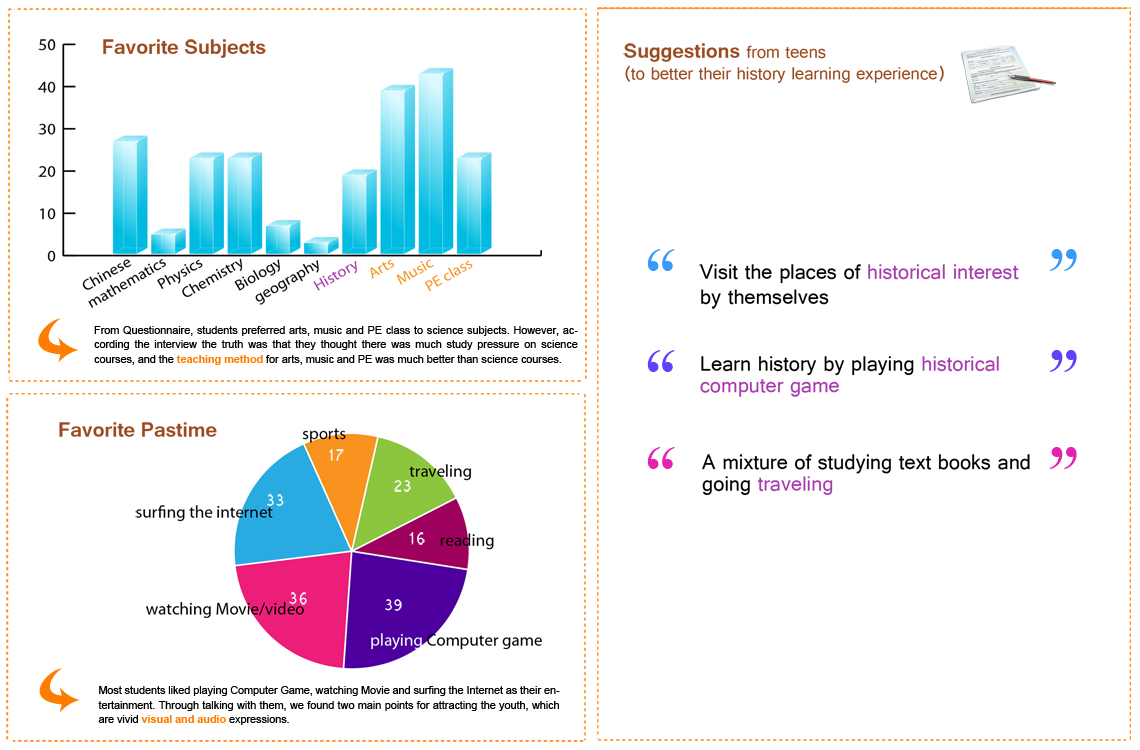 Favorite Subjects
50
40
30
20
10
0
Chinese
mathematics
Physics
Chemistry
Biology
geography
History
Arts
Music
PE class
From Questionnaire, students preferred arts, music and PE class to science subjects. However, ac-
cording the interview the truth was that they thought there was much study pressure on science
courses, and the teaching method for arts, music and PE was much better than science courses.
Favorite Pastime
sports
17
traveling
23
33
surfing the internet
16 reading
36
watching Movie/video
39
playing Computer game
Most students liked playing Computer Game, watching Movie and surfing the Internet as their en-
tertainment. Through talking with them, we found two main points for attracting the youth, which
are vivid visual and audio expressions.
Suggestions from teens
(to better their history learning experience)
“ Visit the places of historical interest ”
by themselves
“ Learn history by playing historical ”
computer game
“ A mixture of studying text books and ”
going traveling